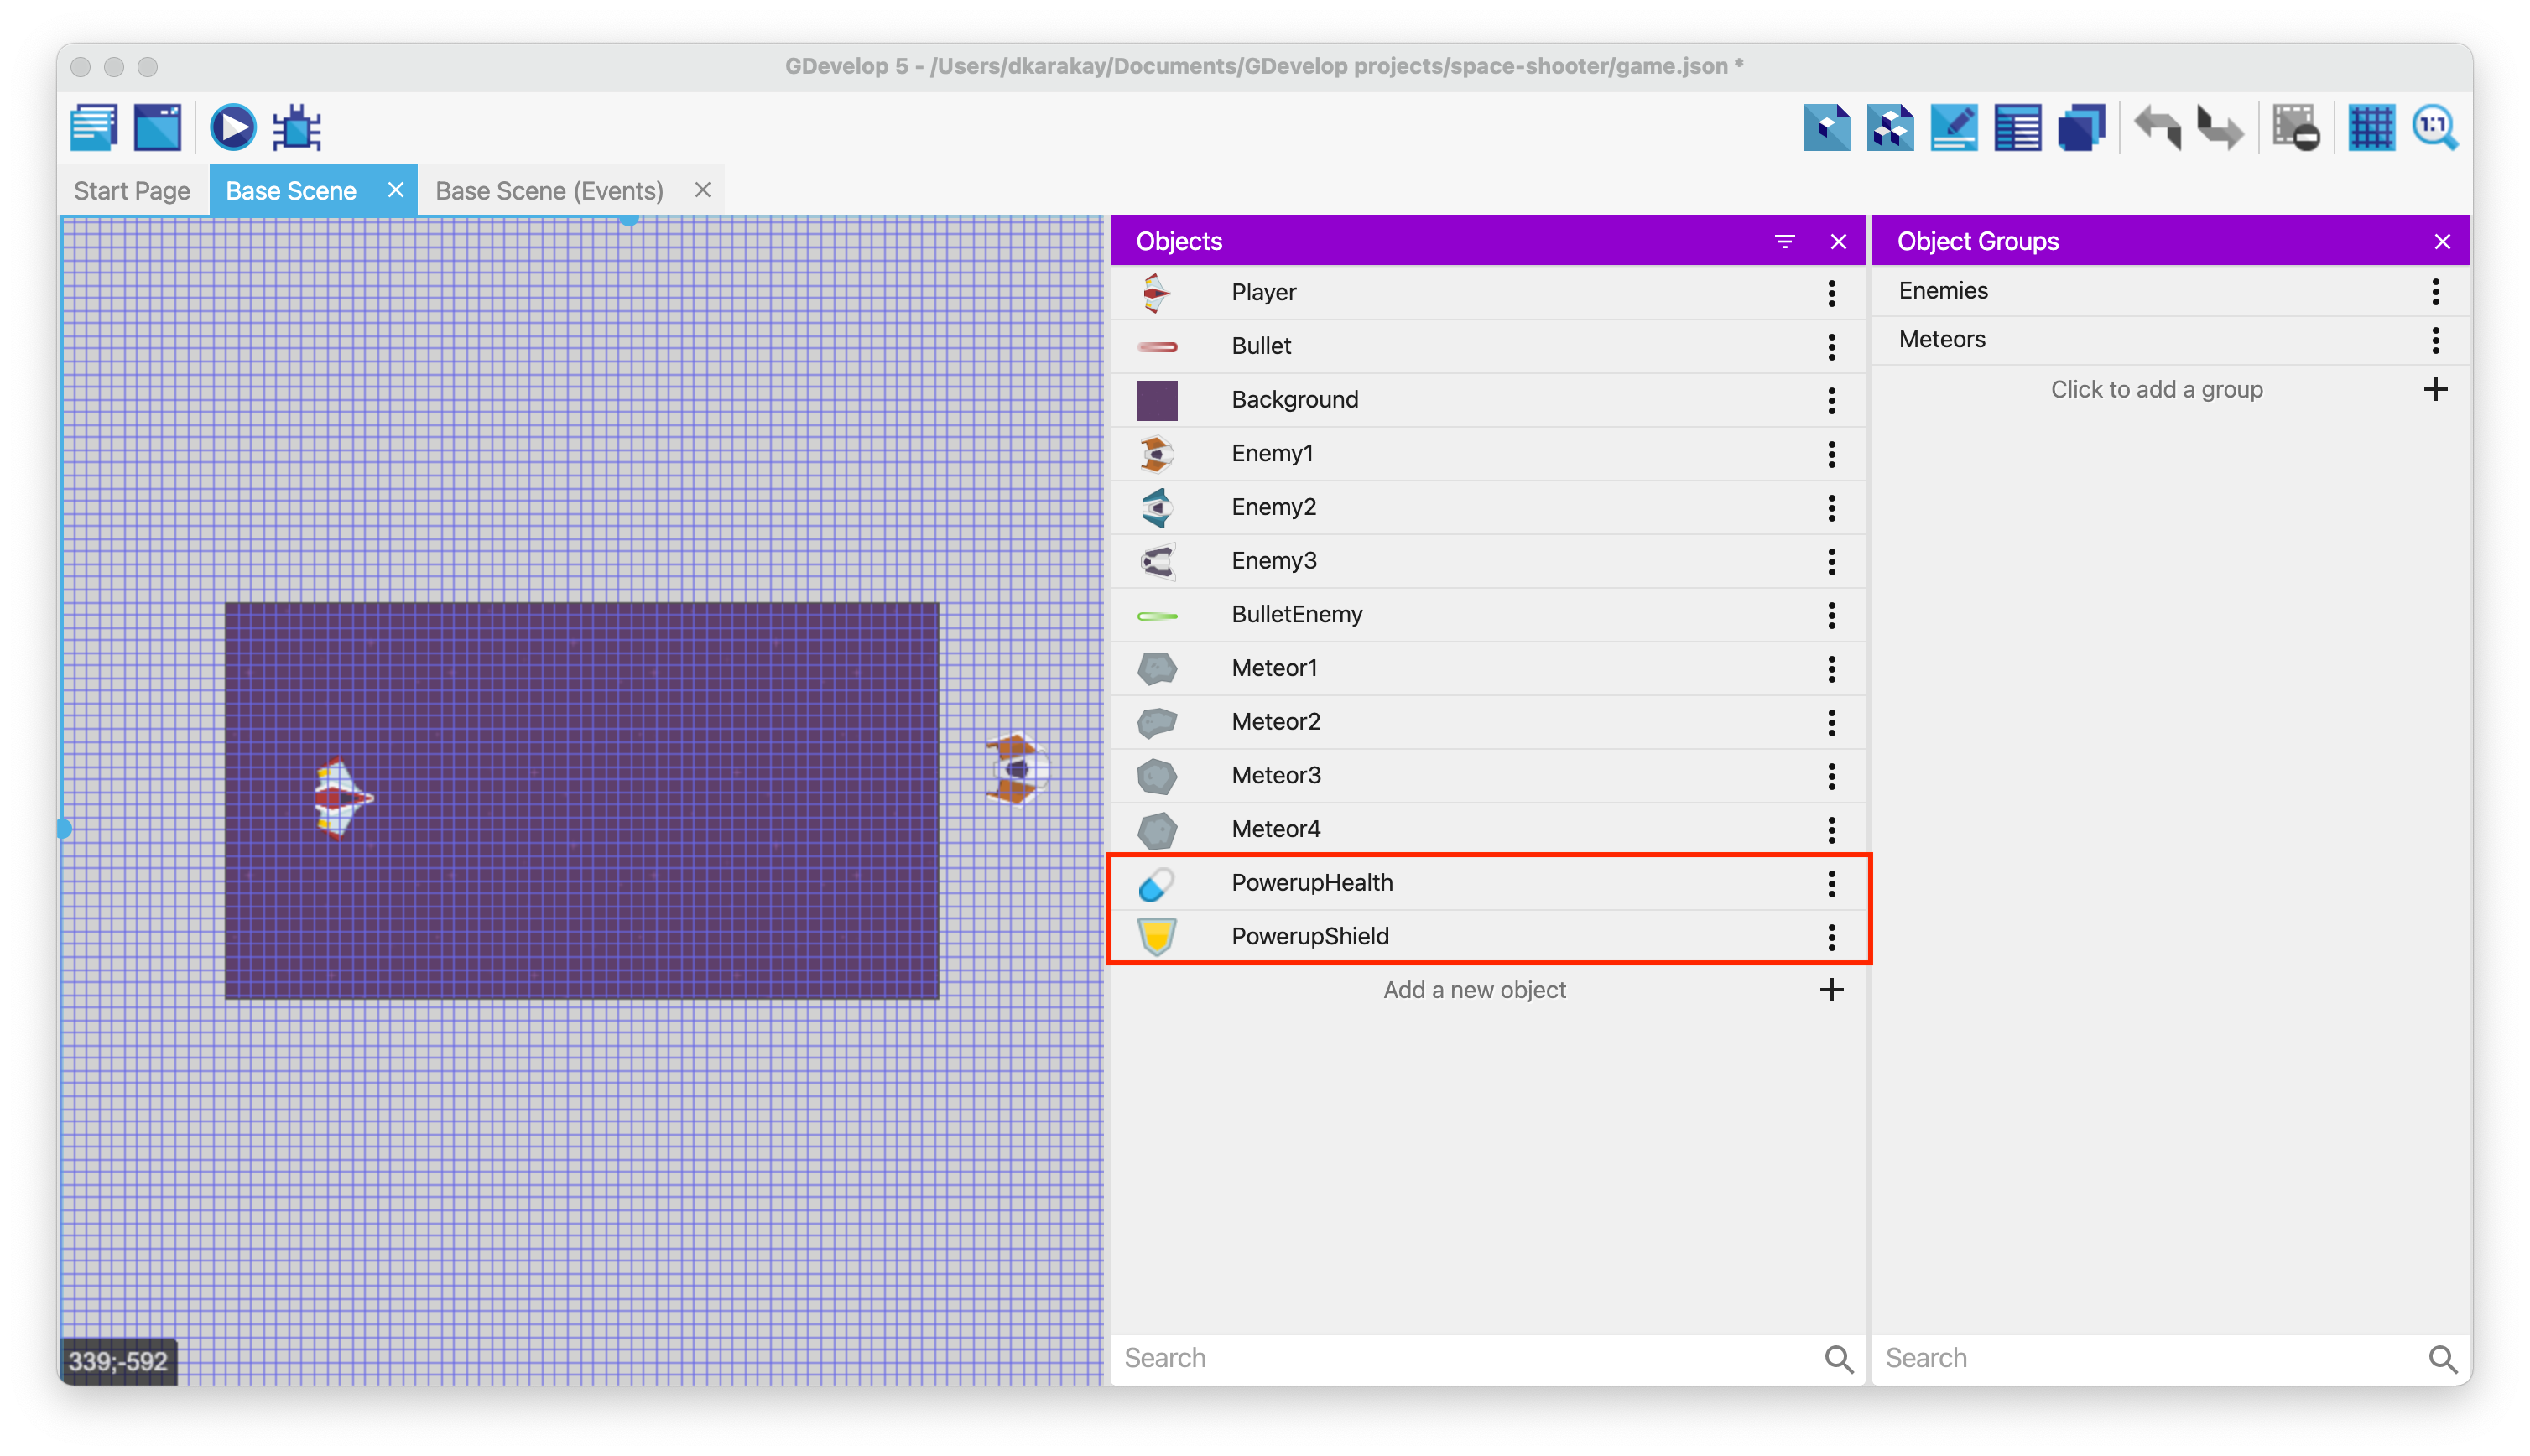 GDevelop 5 - /Users/dkarakay/Documents/GDevelop projects/space-shooter/game.json *
1:1
Start Page
Base Scene
Base Scene (Events)
Objects
Player
Bullet
Background
Enemy1
Enemy2
Enemy3
BulletEnemy
Meteor1
Meteor2
Meteor3
Meteor4
PowerupHealth
PowerupShield
Add a new object
Search
Object Groups
Enemies
Meteors
Click to add a group
Search
339;-592